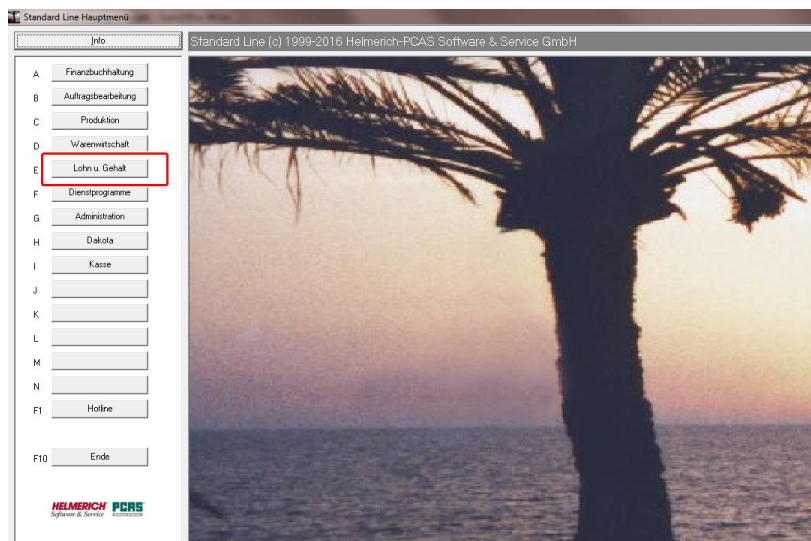 Standard Line Hauptmenü
Info
Standard Line (c) 1999-2016 Helmerich-PCAS Software & Service GmbH
A Finanzbuchhaltung
B Auftragsbearbeitung
C Produktion
D Warenwirtschaft
E Lohn u. Gehalt
F Dienstprogramme
G Administration
H Dakota
I Kasse
J
K
L
M
N
F1 Hotline
F10 Ende
HELMERICH PCAS
Software & Service